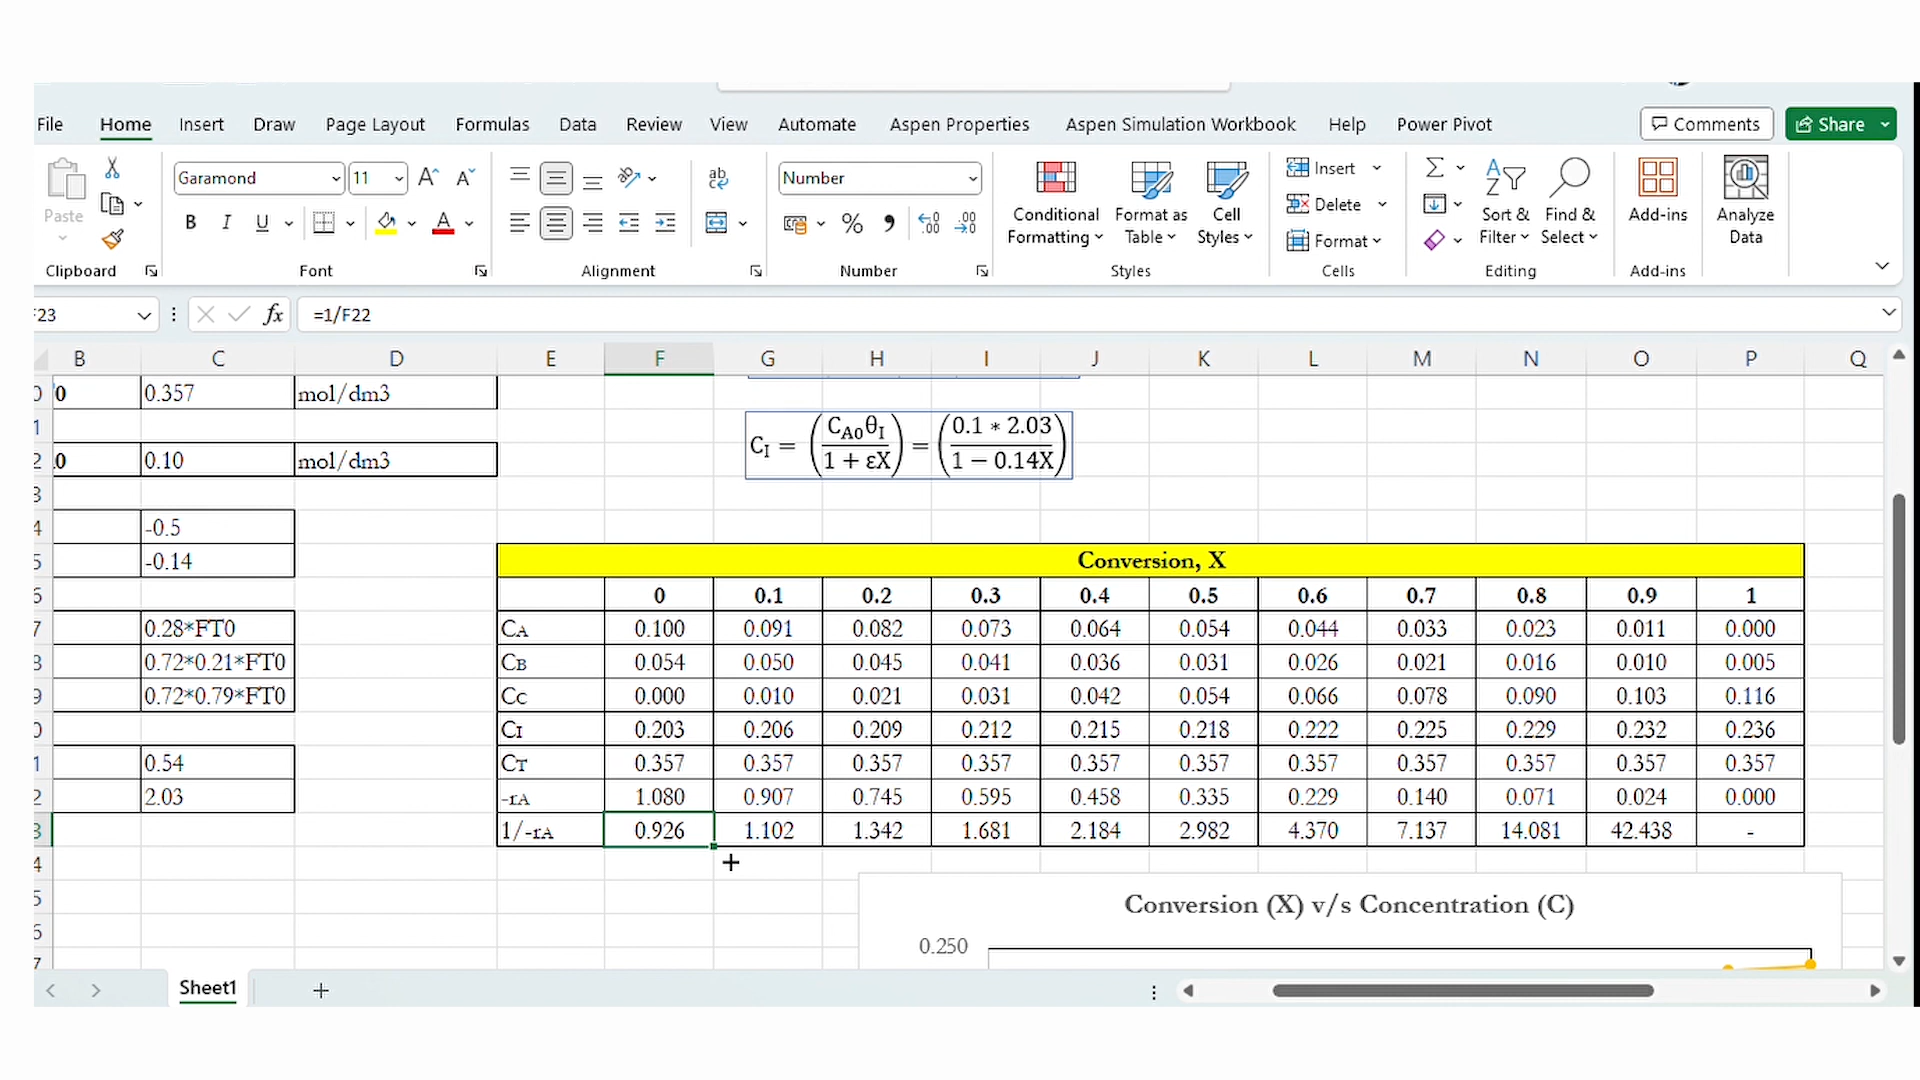 File Home Insert Draw Page Layout Formulas Data Review View Automate Aspen Properties Aspen Simulation Workbook Help Power Pivot Comments Share
Paste
Clipboard
Garamond 11
B I U
Font
ab
Alignment
Number
Number
Conditional Formatting
Format as Table
Cell Styles
Styles
Insert
Delete
Format
Cells
Sort & Filter
Find & Select
Editing
Add-ins
Add-ins
Analyze Data
F23 fx =1/F22
B C D E F G H I J K L M N O P Q
0 0.357 mol/dm3
C_I = (C_A0θ_I / 1 + εX) = (0.1 * 2.03 / 1 − 0.14X)
0 0.10 mol/dm3
-0.5
-0.14
Conversion, X
0 0.1 0.2 0.3 0.4 0.5 0.6 0.7 0.8 0.9 1
0.28*FT0 CA 0.100 0.091 0.082 0.073 0.064 0.054 0.044 0.033 0.023 0.011 0.000
0.72*0.21*FT0 CB 0.054 0.050 0.045 0.041 0.036 0.031 0.026 0.021 0.016 0.010 0.005
0.72*0.79*FT0 CC 0.000 0.010 0.021 0.031 0.042 0.054 0.066 0.078 0.090 0.103 0.116
CI 0.203 0.206 0.209 0.212 0.215 0.218 0.222 0.225 0.229 0.232 0.236
0.54 CT 0.357 0.357 0.357 0.357 0.357 0.357 0.357 0.357 0.357 0.357 0.357
2.03 -rA 1.080 0.907 0.745 0.595 0.458 0.335 0.229 0.140 0.071 0.024 0.000
1/-rA 0.926 1.102 1.342 1.681 2.184 2.982 4.370 7.137 14.081 42.438 -
Conversion (X) v/s Concentration (C)
0.250
Sheet1